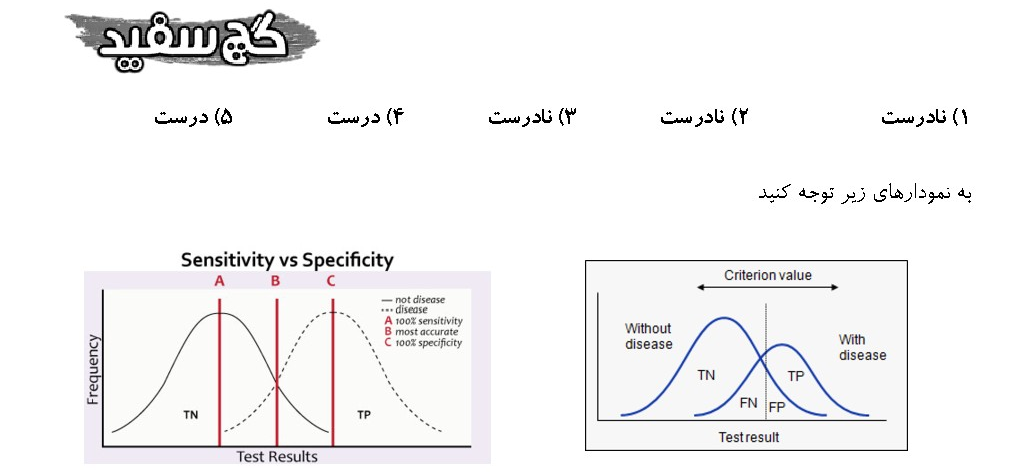 گچ سفید
۱) نادرست ۲) نادرست ۳) نادرست ۴) درست ۵) درست
به نمودارهای زیر توجه کنید
Sensitivity vs Specificity
A B C
not disease
disease
A 100% sensitivity
B most accurate
C 100% specificity
Frequency
TN TP
Test Results
Criterion value
Without
disease
With
disease
TN TP
FN FP
Test result